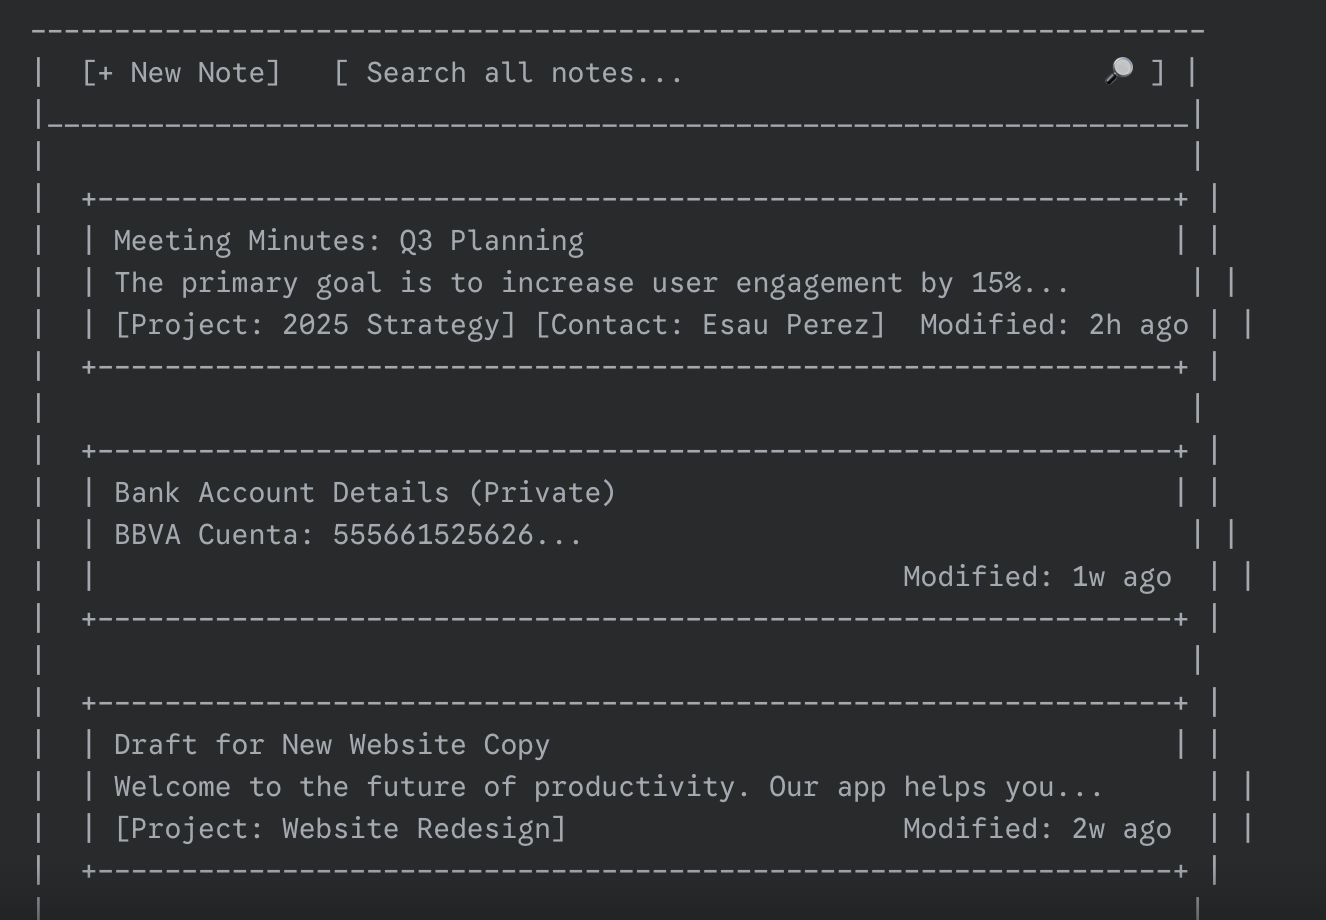 [+ New Note] [ Search all notes... 🔎 ]
Meeting Minutes: Q3 Planning
The primary goal is to increase user engagement by 15%...
[Project: 2025 Strategy] [Contact: Esau Perez] Modified: 2h ago
Bank Account Details (Private)
BBVA Cuenta: 555661525626...
Modified: 1w ago
Draft for New Website Copy
Welcome to the future of productivity. Our app helps you...
[Project: Website Redesign] Modified: 2w ago